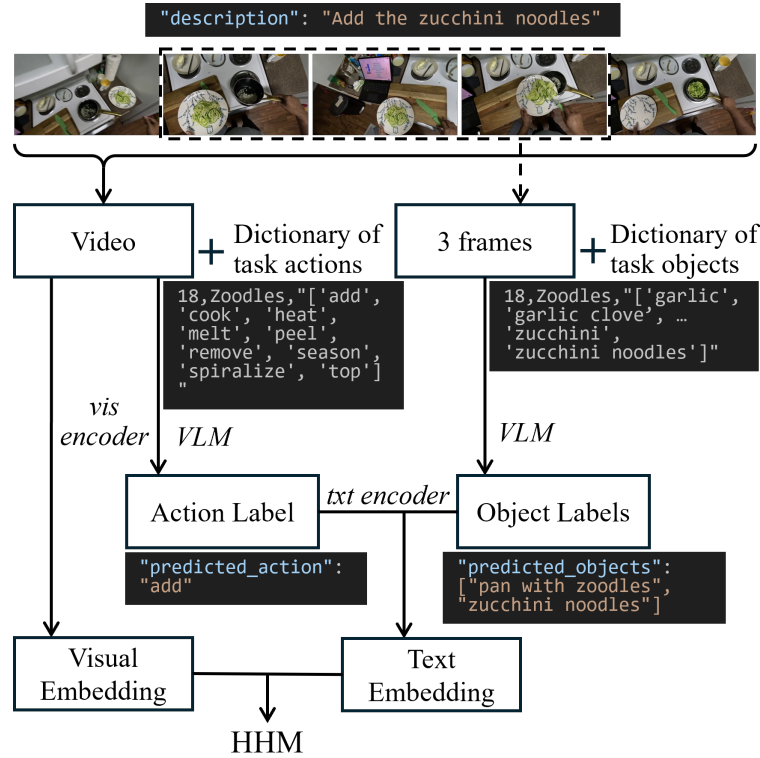 "description": "Add the zucchini noodles"
Video
+
Dictionary of
task actions
3 frames
+
Dictionary of
task objects
18,Zoodles,"['add',
'cook', 'heat',
'melt', 'peel',
'remove', 'season',
'spiralize', 'top']
"
18,Zoodles,"['garlic',
'garlic clove’, …
'zucchini',
'zucchini noodles']"
vis
encoder
VLM
VLM
Action Label
txt encoder
Object Labels
"predicted_action":
"add"
"predicted_objects":
["pan with zoodles",
"zucchini noodles"]
Visual
Embedding
Text
Embedding
HHM